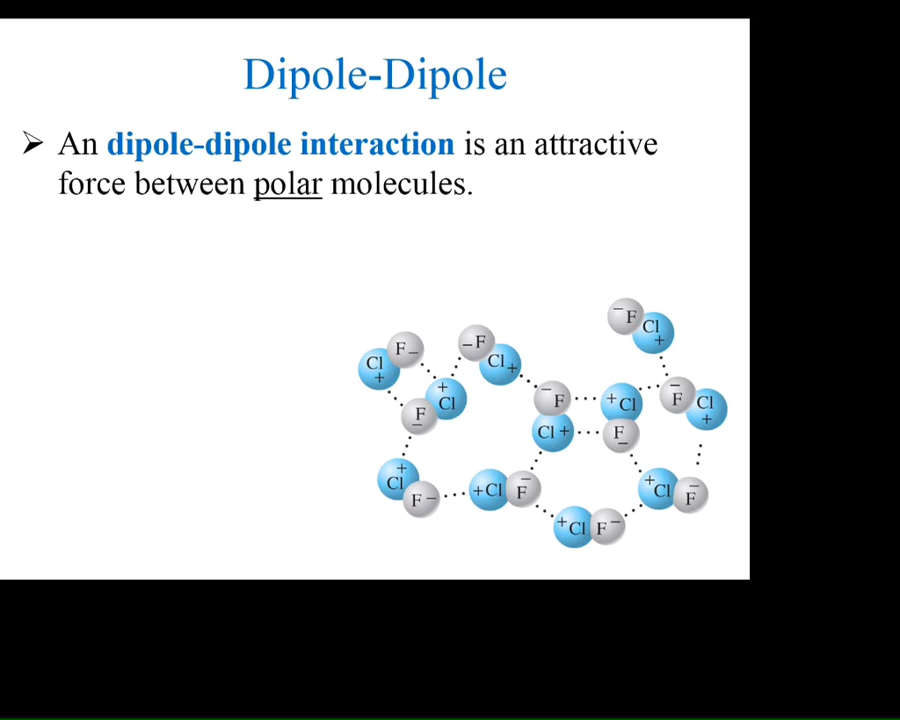 Dipole-Dipole
➢ An dipole-dipole interaction is an attractive
force between polar molecules.
− F
Cl
+
F −
Cl
+
− F
Cl +
+
Cl
F
−
−
F
+ Cl
−
F
Cl
+
Cl +
F
−
+
Cl
F −
+ Cl
−
F
+
Cl
−
F
+ Cl
F −